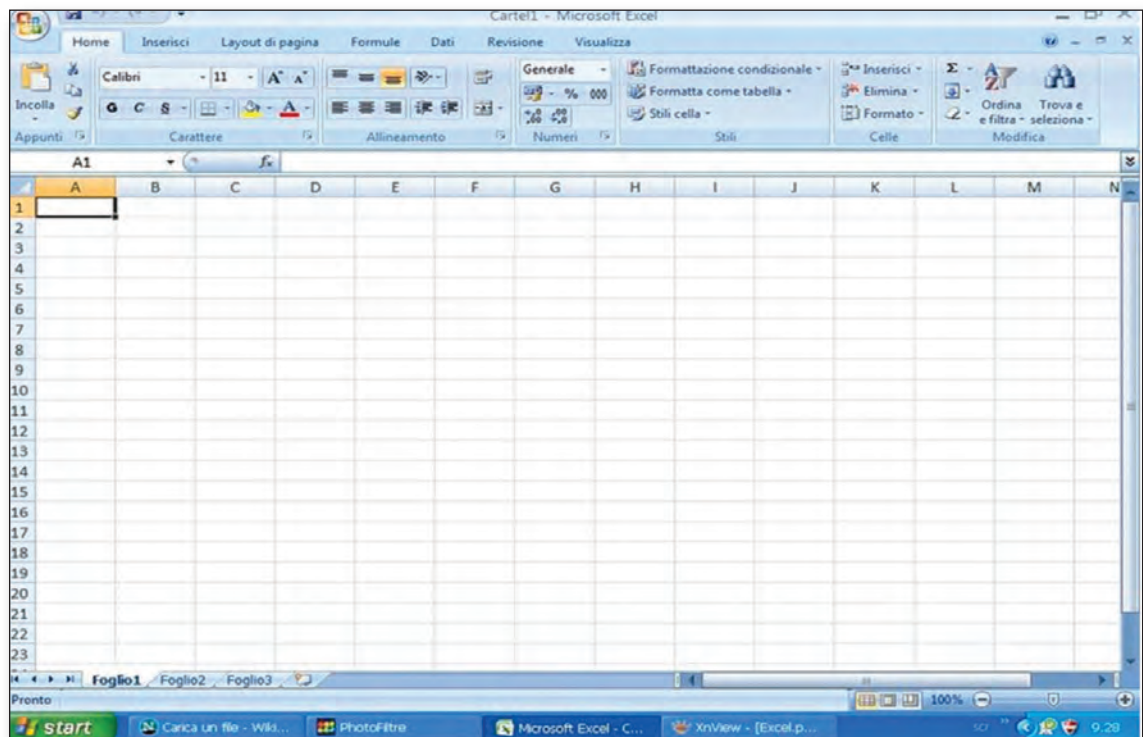 Cartel1 - Microsoft Excel
Home Inserisci Layout di pagina Formule Dati Revisione Visualizza
Incolla
Calibri 11 A A
G C S A
Generale
% 000
Formattazione condizionale
Formatta come tabella
Stili cella
Inserisci
Elimina
Formato
Σ
Ordina e filtra
Trova e seleziona
Appunti Carattere Allineamento Numeri Stili Celle Modifica
A1 fx
A B C D E F G H I J K L M N
1
2
3
4
5
6
7
8
9
10
11
12
13
14
15
16
17
18
19
20
21
22
23
Foglio1 Foglio2 Foglio3
Pronto 100%
start Carica un file - Wiki... PhotoFiltre Microsoft Excel - C... XnView - [Excel.p... 9.28